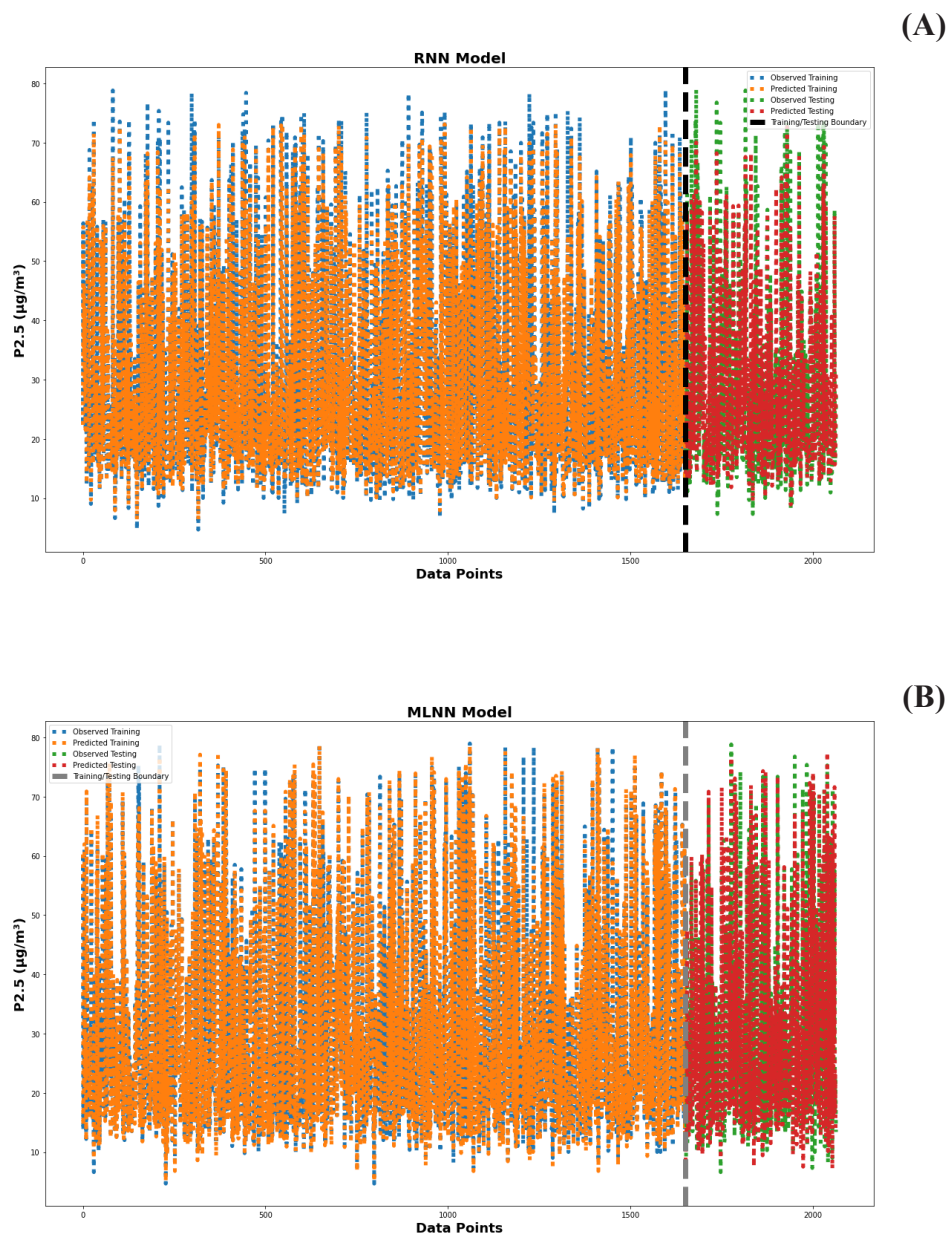 (A)
RNN Model
Observed Training
Predicted Training
Observed Testing
Predicted Testing
Training/Testing Boundary
80
70
60
50
40
30
20
10
P2.5 (µg/m³)
0
500
1000
1500
2000
Data Points
(B)
MLNN Model
Observed Training
Predicted Training
Observed Testing
Predicted Testing
Training/Testing Boundary
80
70
60
50
40
30
20
10
P2.5 (µg/m³)
0
500
1000
1500
2000
Data Points